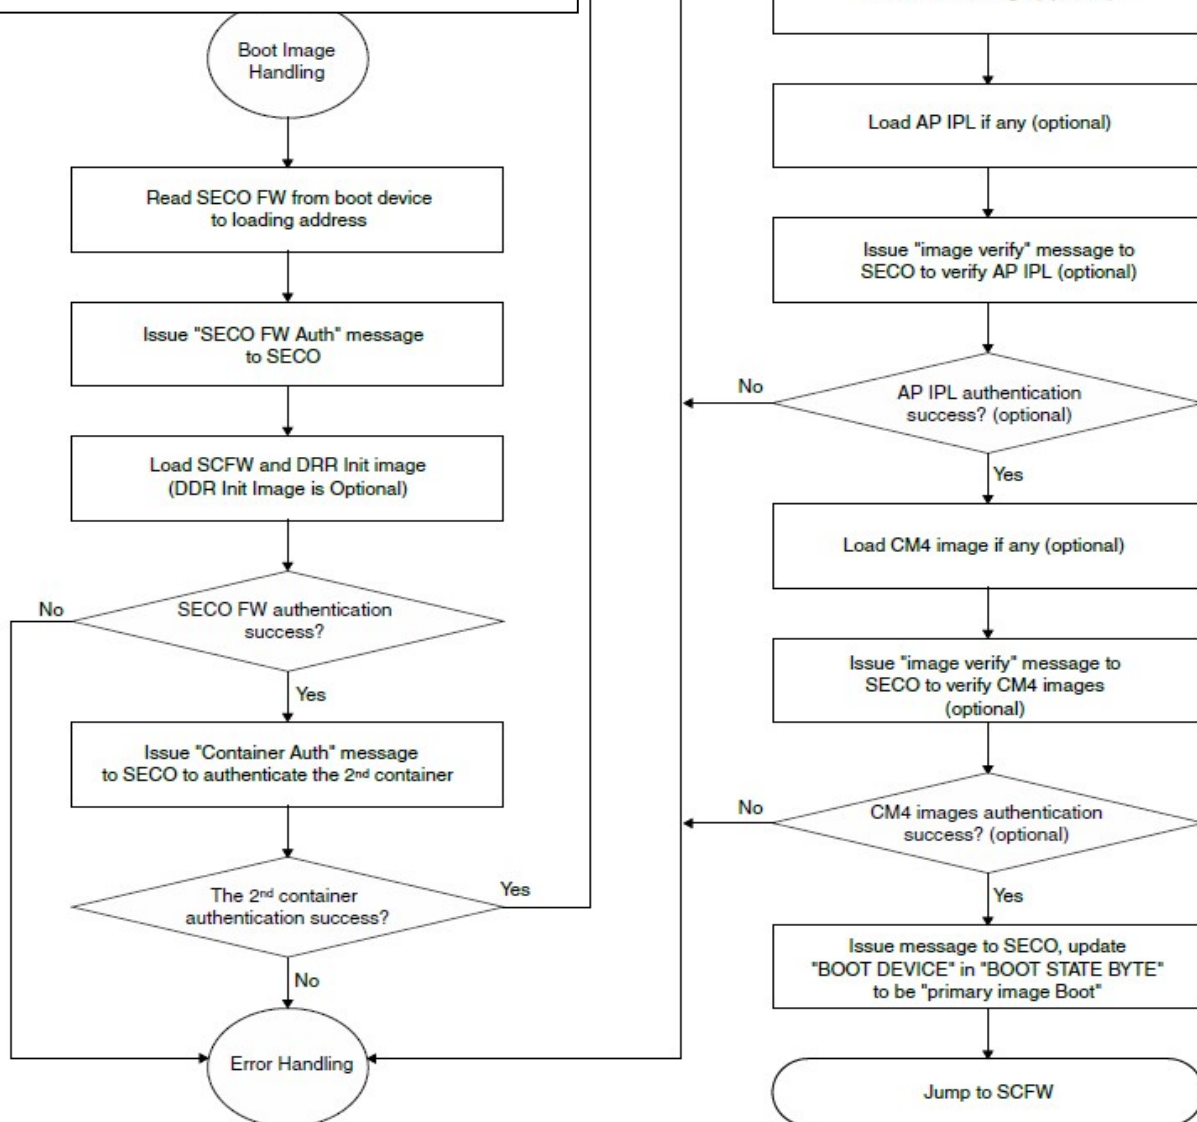 Boot Image
Handling
Read SECO FW from boot device
to loading address
Issue "SECO FW Auth" message
to SECO
Load SCFW and DRR Init image
(DDR Init Image is Optional)
No
SECO FW authentication
success?
Yes
Issue "Container Auth" message
to SECO to authenticate the 2nd container
The 2nd container
authentication success?
Yes
No
Error Handling
Load AP IPL if any (optional)
Issue "image verify" message to
SECO to verify AP IPL (optional)
No
AP IPL authentication
success? (optional)
Yes
Load CM4 image if any (optional)
Issue "image verify" message to
SECO to verify CM4 images
(optional)
No
CM4 images authentication
success? (optional)
Yes
Issue message to SECO, update
"BOOT DEVICE" in "BOOT STATE BYTE"
to be "primary image Boot"
Jump to SCFW